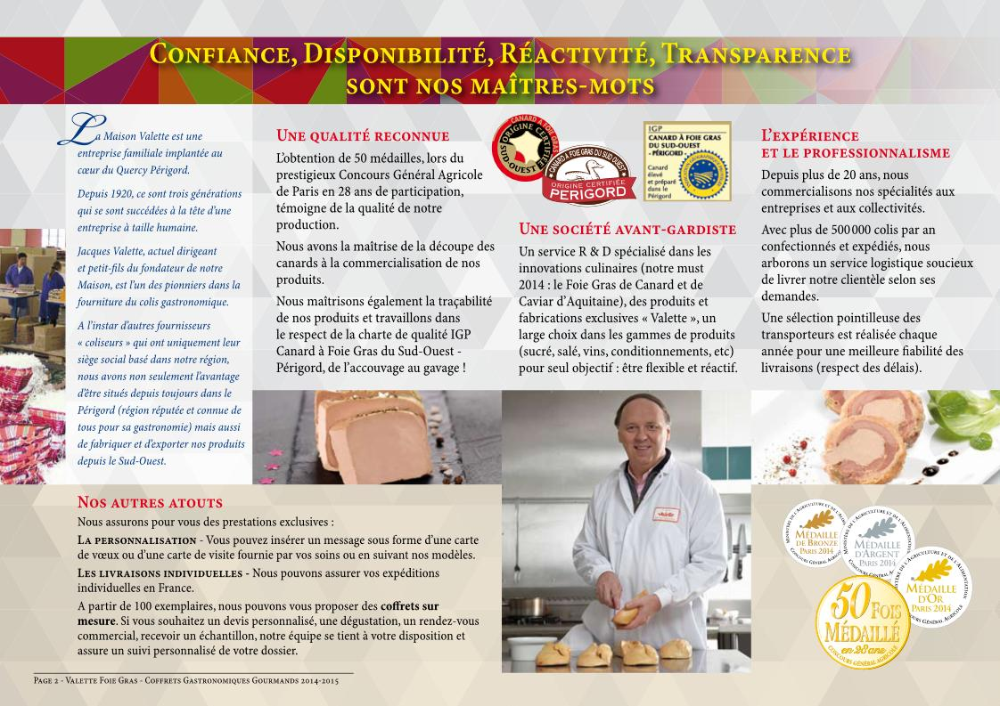 Confiance, Disponibilité, Réactivité, Transparence
sont nos maîtres-mots
La Maison Valette est une
entreprise familiale implantée au
cœur du Quercy Périgord.
Depuis 1920, ce sont trois générations
qui se sont succédées à la tête d'une
entreprise à taille humaine.
Jacques Valette, actuel dirigeant
et petit-fils du fondateur de notre
Maison, est l'un des pionniers dans la
fourniture du colis gastronomique.
A l'instar d'autres fournisseurs
« coliseurs » qui ont uniquement leur
siège social basé dans notre région,
nous avons non seulement l'avantage
d'être situés depuis toujours dans le
Périgord (région réputée et connue de
tous pour sa gastronomie) mais aussi
de fabriquer et d'exporter nos produits
depuis le Sud-Ouest.
Une qualité reconnue
L'obtention de 50 médailles, lors du
prestigieux Concours Général Agricole
de Paris en 28 ans de participation,
témoigne de la qualité de notre
production.
Nous avons la maîtrise de la découpe des
canards à la commercialisation de nos
produits.
Nous maîtrisons également la traçabilité
de nos produits et travaillons dans
le respect de la charte de qualité IGP
Canard à Foie Gras du Sud-Ouest -
Périgord, de l'accouvage au gavage !
CANARD A FOIE GRAS
SUD-OUEST
ORIGINE CERTIFIÉE
CANARD À FOIE GRAS DU SUD OUEST
ORIGINE CERTIFIÉE
PERIGORD
IGP
CANARD À FOIE GRAS
DU SUD-OUEST
- PÉRIGORD -
Canard
élevé
et préparé
dans le
Périgord
Une société avant-gardiste
Un service R & D spécialisé dans les
innovations culinaires (notre must
2014 : le Foie Gras de Canard et de
Caviar d'Aquitaine), des produits et
fabrications exclusives « Valette », un
large choix dans les gammes de produits
(sucré, salé, vins, conditionnements, etc)
pour seul objectif : être flexible et réactif.
L'expérience
et le professionnalisme
Depuis plus de 20 ans, nous
commercialisons nos spécialités aux
entreprises et aux collectivités.
Avec plus de 500 000 colis par an
confectionnés et expédiés, nous
arborons un service logistique soucieux
de livrer notre clientèle selon ses
demandes.
Une sélection pointilleuse des
transporteurs est réalisée chaque
année pour une meilleure fiabilité des
livraisons (respect des délais).
Nos autres atouts
Nous assurons pour vous des prestations exclusives :
La personnalisation - Vous pouvez insérer un message sous forme d'une carte
de vœux ou d'une carte de visite fournie par vos soins ou en suivant nos modèles.
Les livraisons individuelles - Nous pouvons assurer vos expéditions
individuelles en France.
A partir de 100 exemplaires, nous pouvons vous proposer des coffrets sur
mesure. Si vous souhaitez un devis personnalisé, une dégustation, un rendez-vous
commercial, recevoir un échantillon, notre équipe se tient à votre disposition et
assure un suivi personnalisé de votre dossier.
Valette
MÉDAILLE
DE BRONZE
PARIS 2014
MÉDAILLE
D'ARGENT
PARIS 2014
MÉDAILLE
D'OR
PARIS 2014
50 FOIS
MÉDAILLÉ
en 28 ans
CONCOURS GÉNÉRAL AGRICOLE
Page 2 - Valette Foie Gras - Coffrets Gastronomiques Gourmands 2014-2015